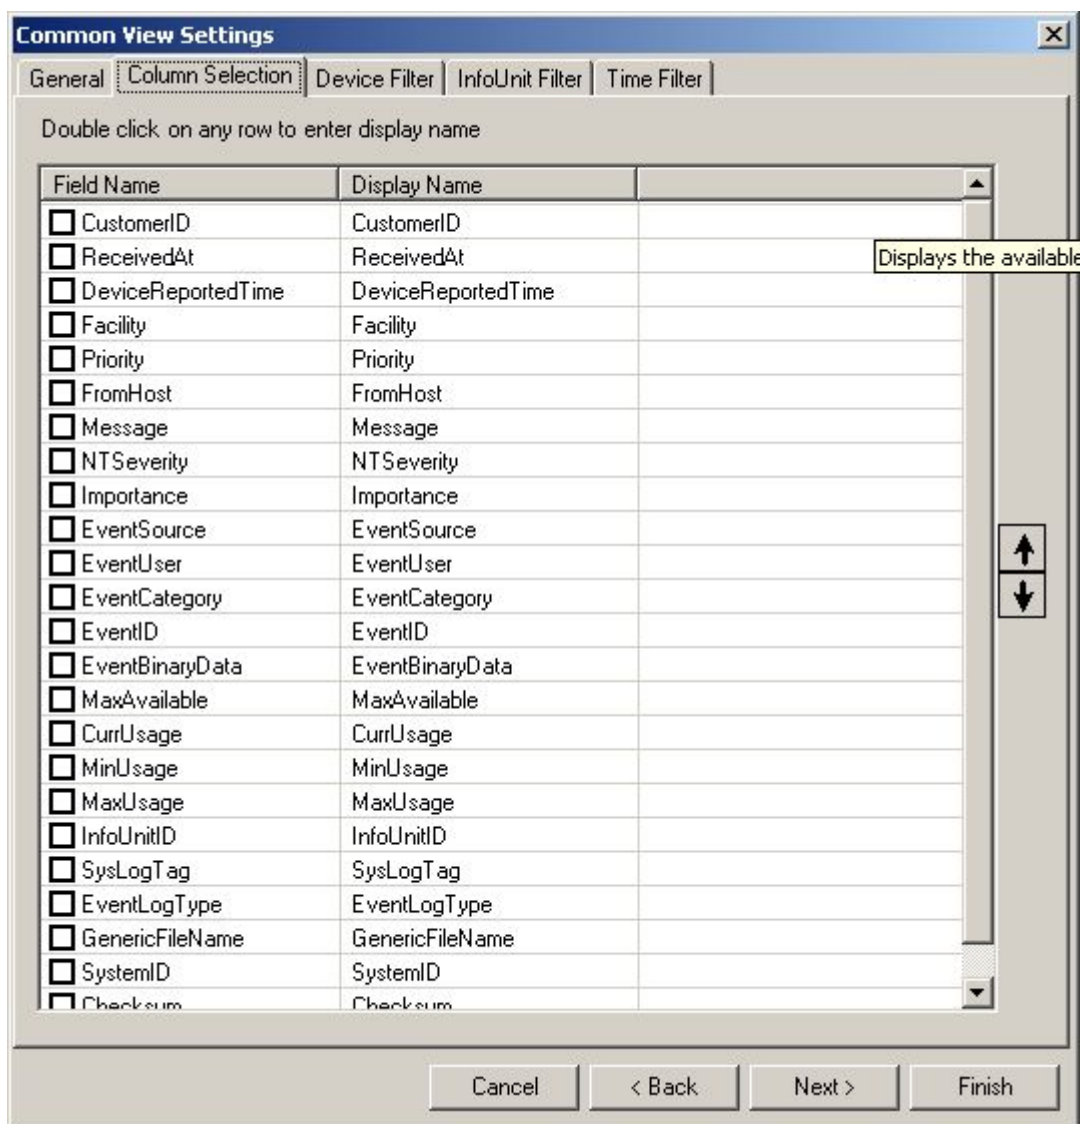 Common View Settings
General Column Selection Device Filter InfoUnit Filter Time Filter
Double click on any row to enter display name
Field Name Display Name
CustomerID CustomerID
ReceivedAt ReceivedAt
Displays the available
DeviceReportedTime DeviceReportedTime
Facility Facility
Priority Priority
FromHost FromHost
Message Message
NTSeverity NTSeverity
Importance Importance
EventSource EventSource
EventUser EventUser
EventCategory EventCategory
EventID EventID
EventBinaryData EventBinaryData
MaxAvailable MaxAvailable
CurrUsage CurrUsage
MinUsage MinUsage
MaxUsage MaxUsage
InfoUnitID InfoUnitID
SysLogTag SysLogTag
EventLogType EventLogType
GenericFileName GenericFileName
SystemID SystemID
Checksum Checksum
Cancel < Back Next > Finish